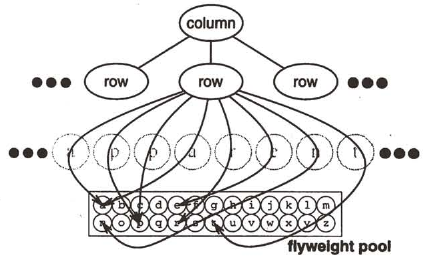 column
row row row
a p p a r e n t
a b c d e f g h i j k l m
n o p q r s t u v w x y z
flyweight pool